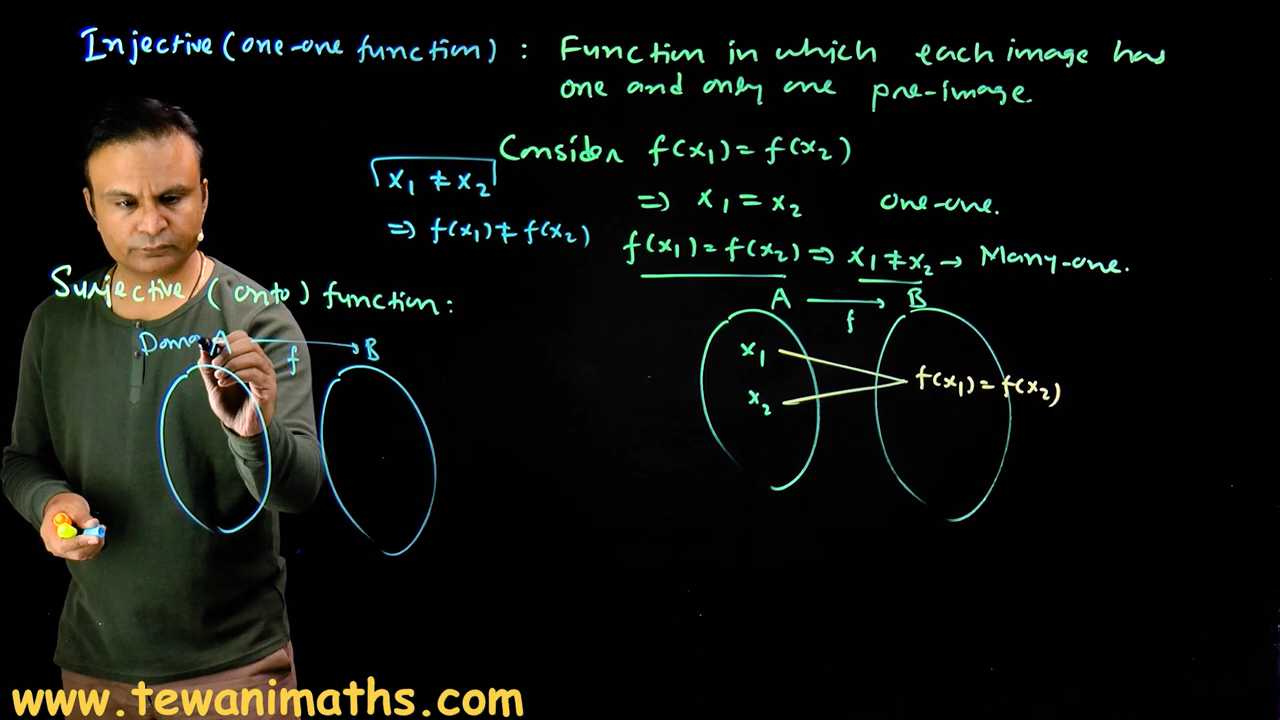 Injective (one-one function) : Function in which each image has
one and only one pre-image.
Consider f(x₁) = f(x₂)
x₁ ≠ x₂
⇒ x₁ = x₂ one-one.
⇒ f(x₁) ≠ f(x₂)
f(x₁) = f(x₂) ⇒ x₁ ≠ x₂ → Many-one.
Surjective (onto) function :
A → B
f
x₁
x₂
f(x₁) = f(x₂)
Doma A → B
f
www.tewanimaths.com